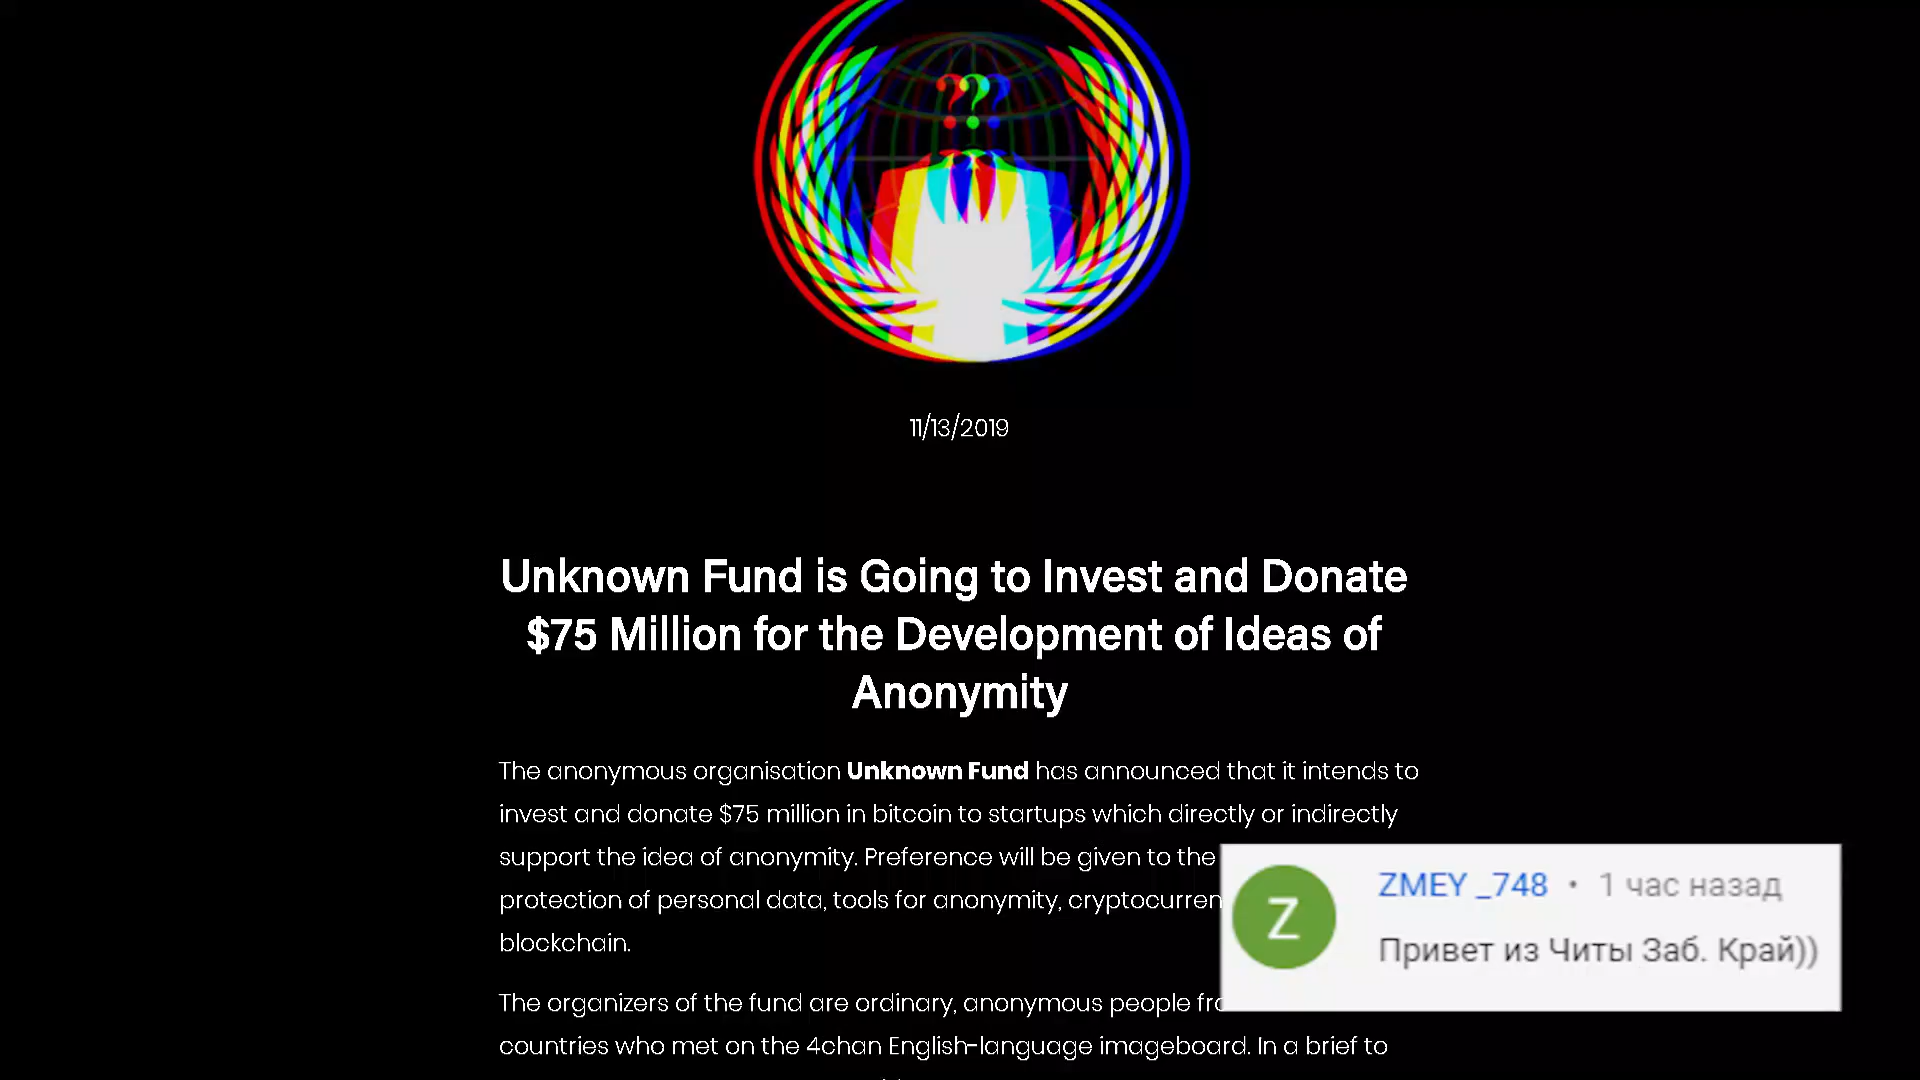 ???
11/13/2019
Unknown Fund is Going to Invest and Donate
$75 Million for the Development of Ideas of
Anonymity
The anonymous organisation Unknown Fund has announced that it intends to
invest and donate $75 million in bitcoin to startups which directly or indirectly
support the idea of anonymity. Preference will be given to the
protection of personal data, tools for anonymity, cryptocurren
blockchain.
The organizers of the fund are ordinary, anonymous people fro
countries who met on the 4chan English-language imageboard. In a brief to
Z
ZMEY _748 • 1 час назад
Привет из Читы Заб. Край))